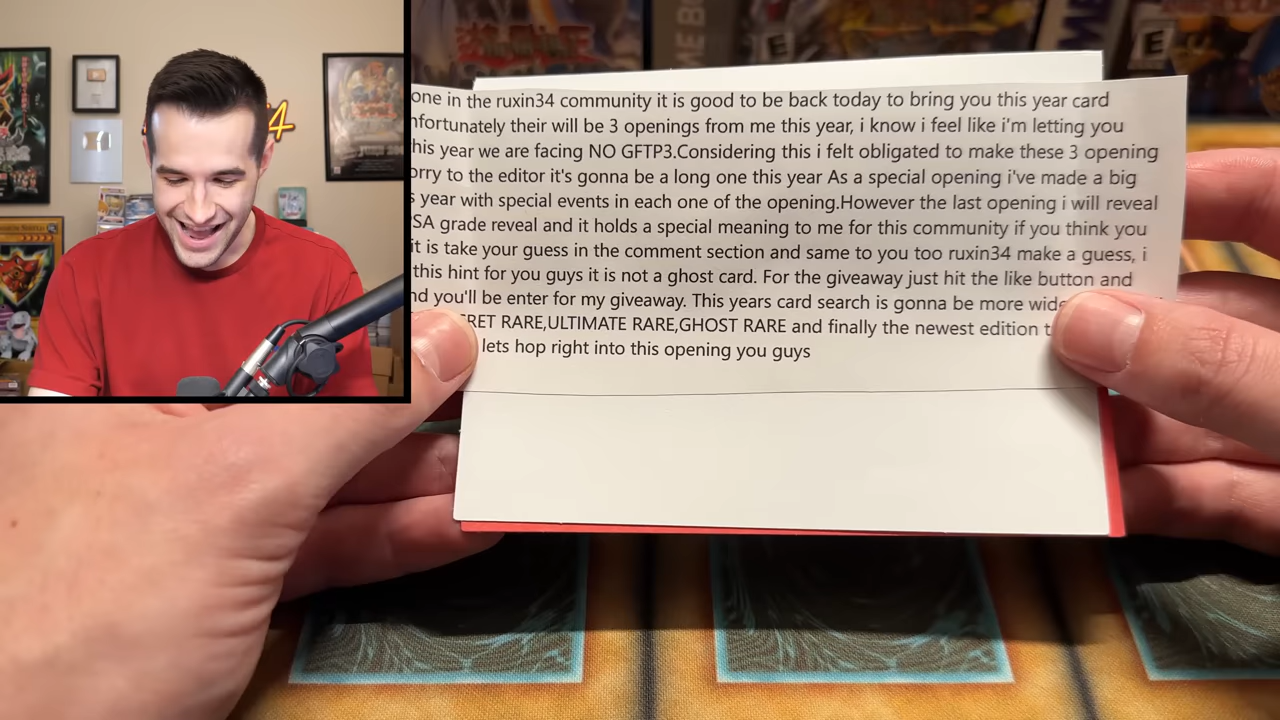 one in the ruxin34 community it is good to be back today to bring you this year card
nfortunately their will be 3 openings from me this year, i know i feel like i'm letting you
his year we are facing NO GFTP3.Considering this i felt obligated to make these 3 opening
orry to the editor it's gonna be a long one this year As a special opening i've made a big
s year with special events in each one of the opening.However the last opening i will reveal
SA grade reveal and it holds a special meaning to me for this community if you think you
it is take your guess in the comment section and same to you too ruxin34 make a guess, i
this hint for you guys it is not a ghost card. For the giveaway just hit the like button and
nd you'll be enter for my giveaway. This years card search is gonna be more wide
RET RARE,ULTIMATE RARE,GHOST RARE and finally the newest edition t
lets hop right into this opening you guys